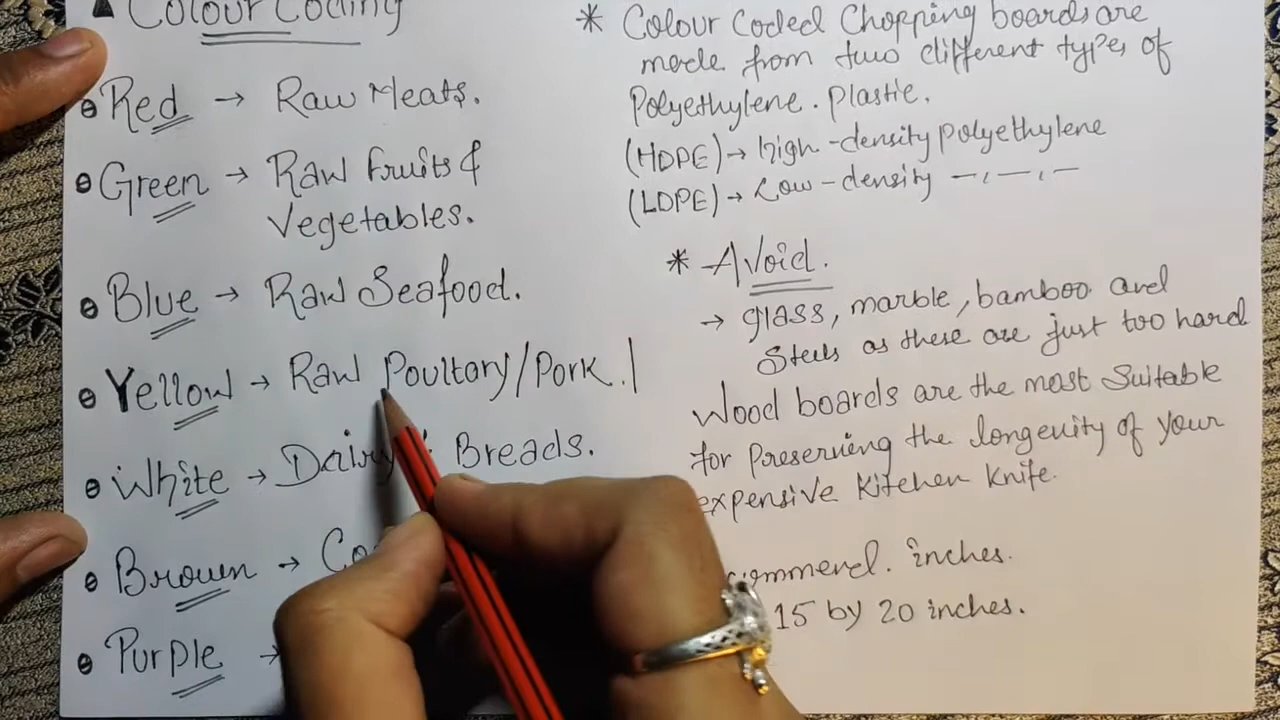 Colour Coding
Red → Raw Meats.
Green → Raw fruits &
Vegetables.
Blue → Raw Seafood.
Yellow → Raw Poultary/Pork.
White → Dairy Breads.
Brown →
Purple →
* Colour Coded Chopping boards are
made from two different types of
Polyethylene. plastic.
(HDPE) → high-density polyethylene
(LDPE) → Low-density —〃—〃—
* Avoid.
→ glass, marble, bamboo and
Steels as these are just too hard
Wood boards are the most Suitable
for Preserving the longevity of your
expensive Kitchen Knife.
inches.
15 by 20 inches.